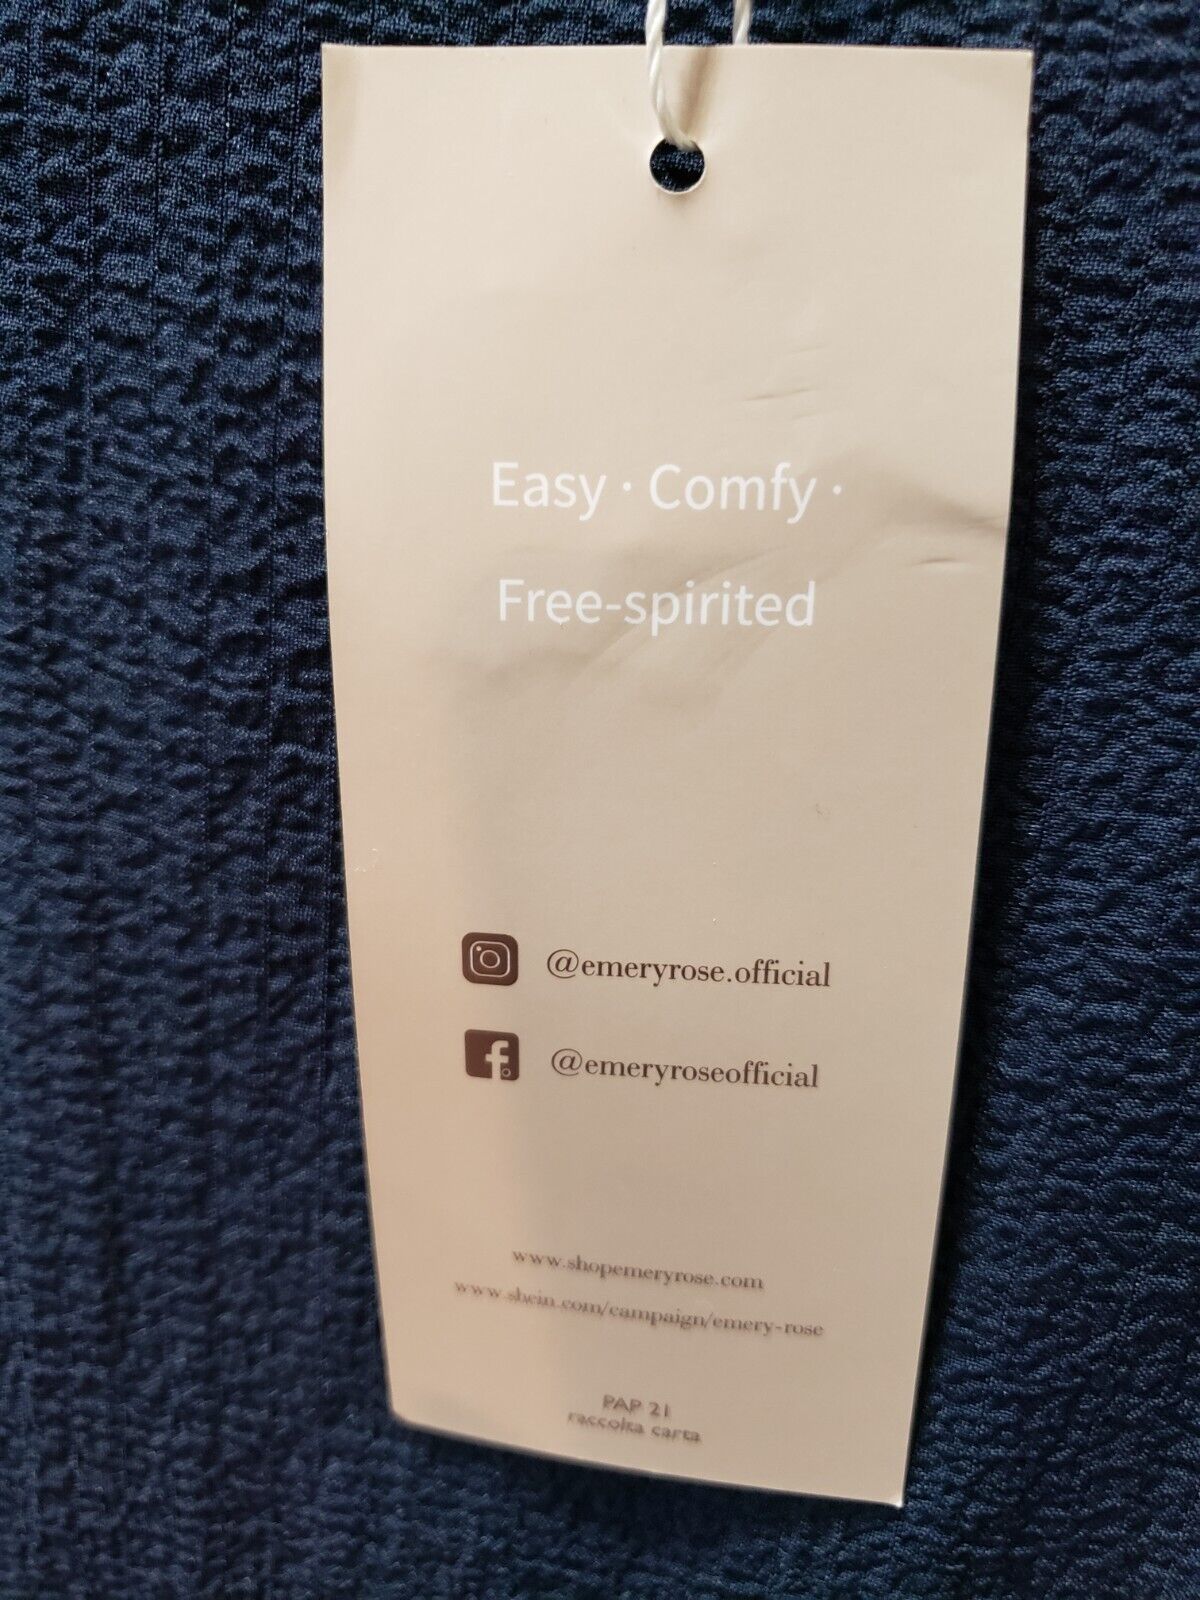 Easy · Comfy ·
Free-spirited
@emeryrose.official
@emeryroseofficial
www.shopemeryrose.com
www.shein.com/campaign/emery-rose
PAP 21
raccolta carta